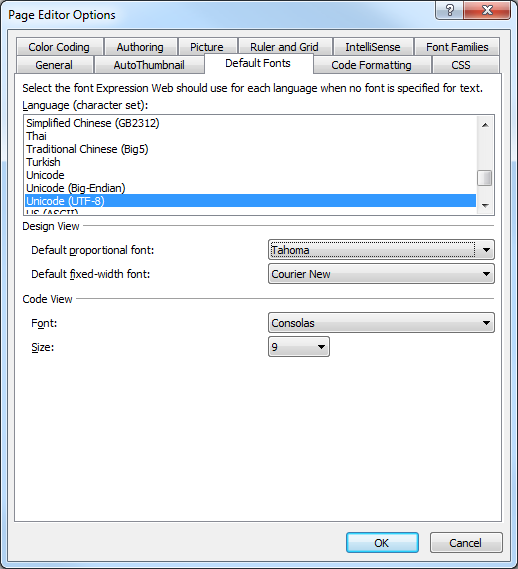 Page Editor Options
?
Color Coding Authoring Picture Ruler and Grid IntelliSense Font Families
General AutoThumbnail Default Fonts Code Formatting CSS
Select the font Expression Web should use for each language when no font is specified for text.
Language (character set):
Simplified Chinese (GB2312)
Thai
Traditional Chinese (Big5)
Turkish
Unicode
Unicode (Big-Endian)
Unicode (UTF-8)
US (ASCII)
Design View
Default proportional font: Tahoma
Default fixed-width font: Courier New
Code View
Font: Consolas
Size: 9
OK Cancel